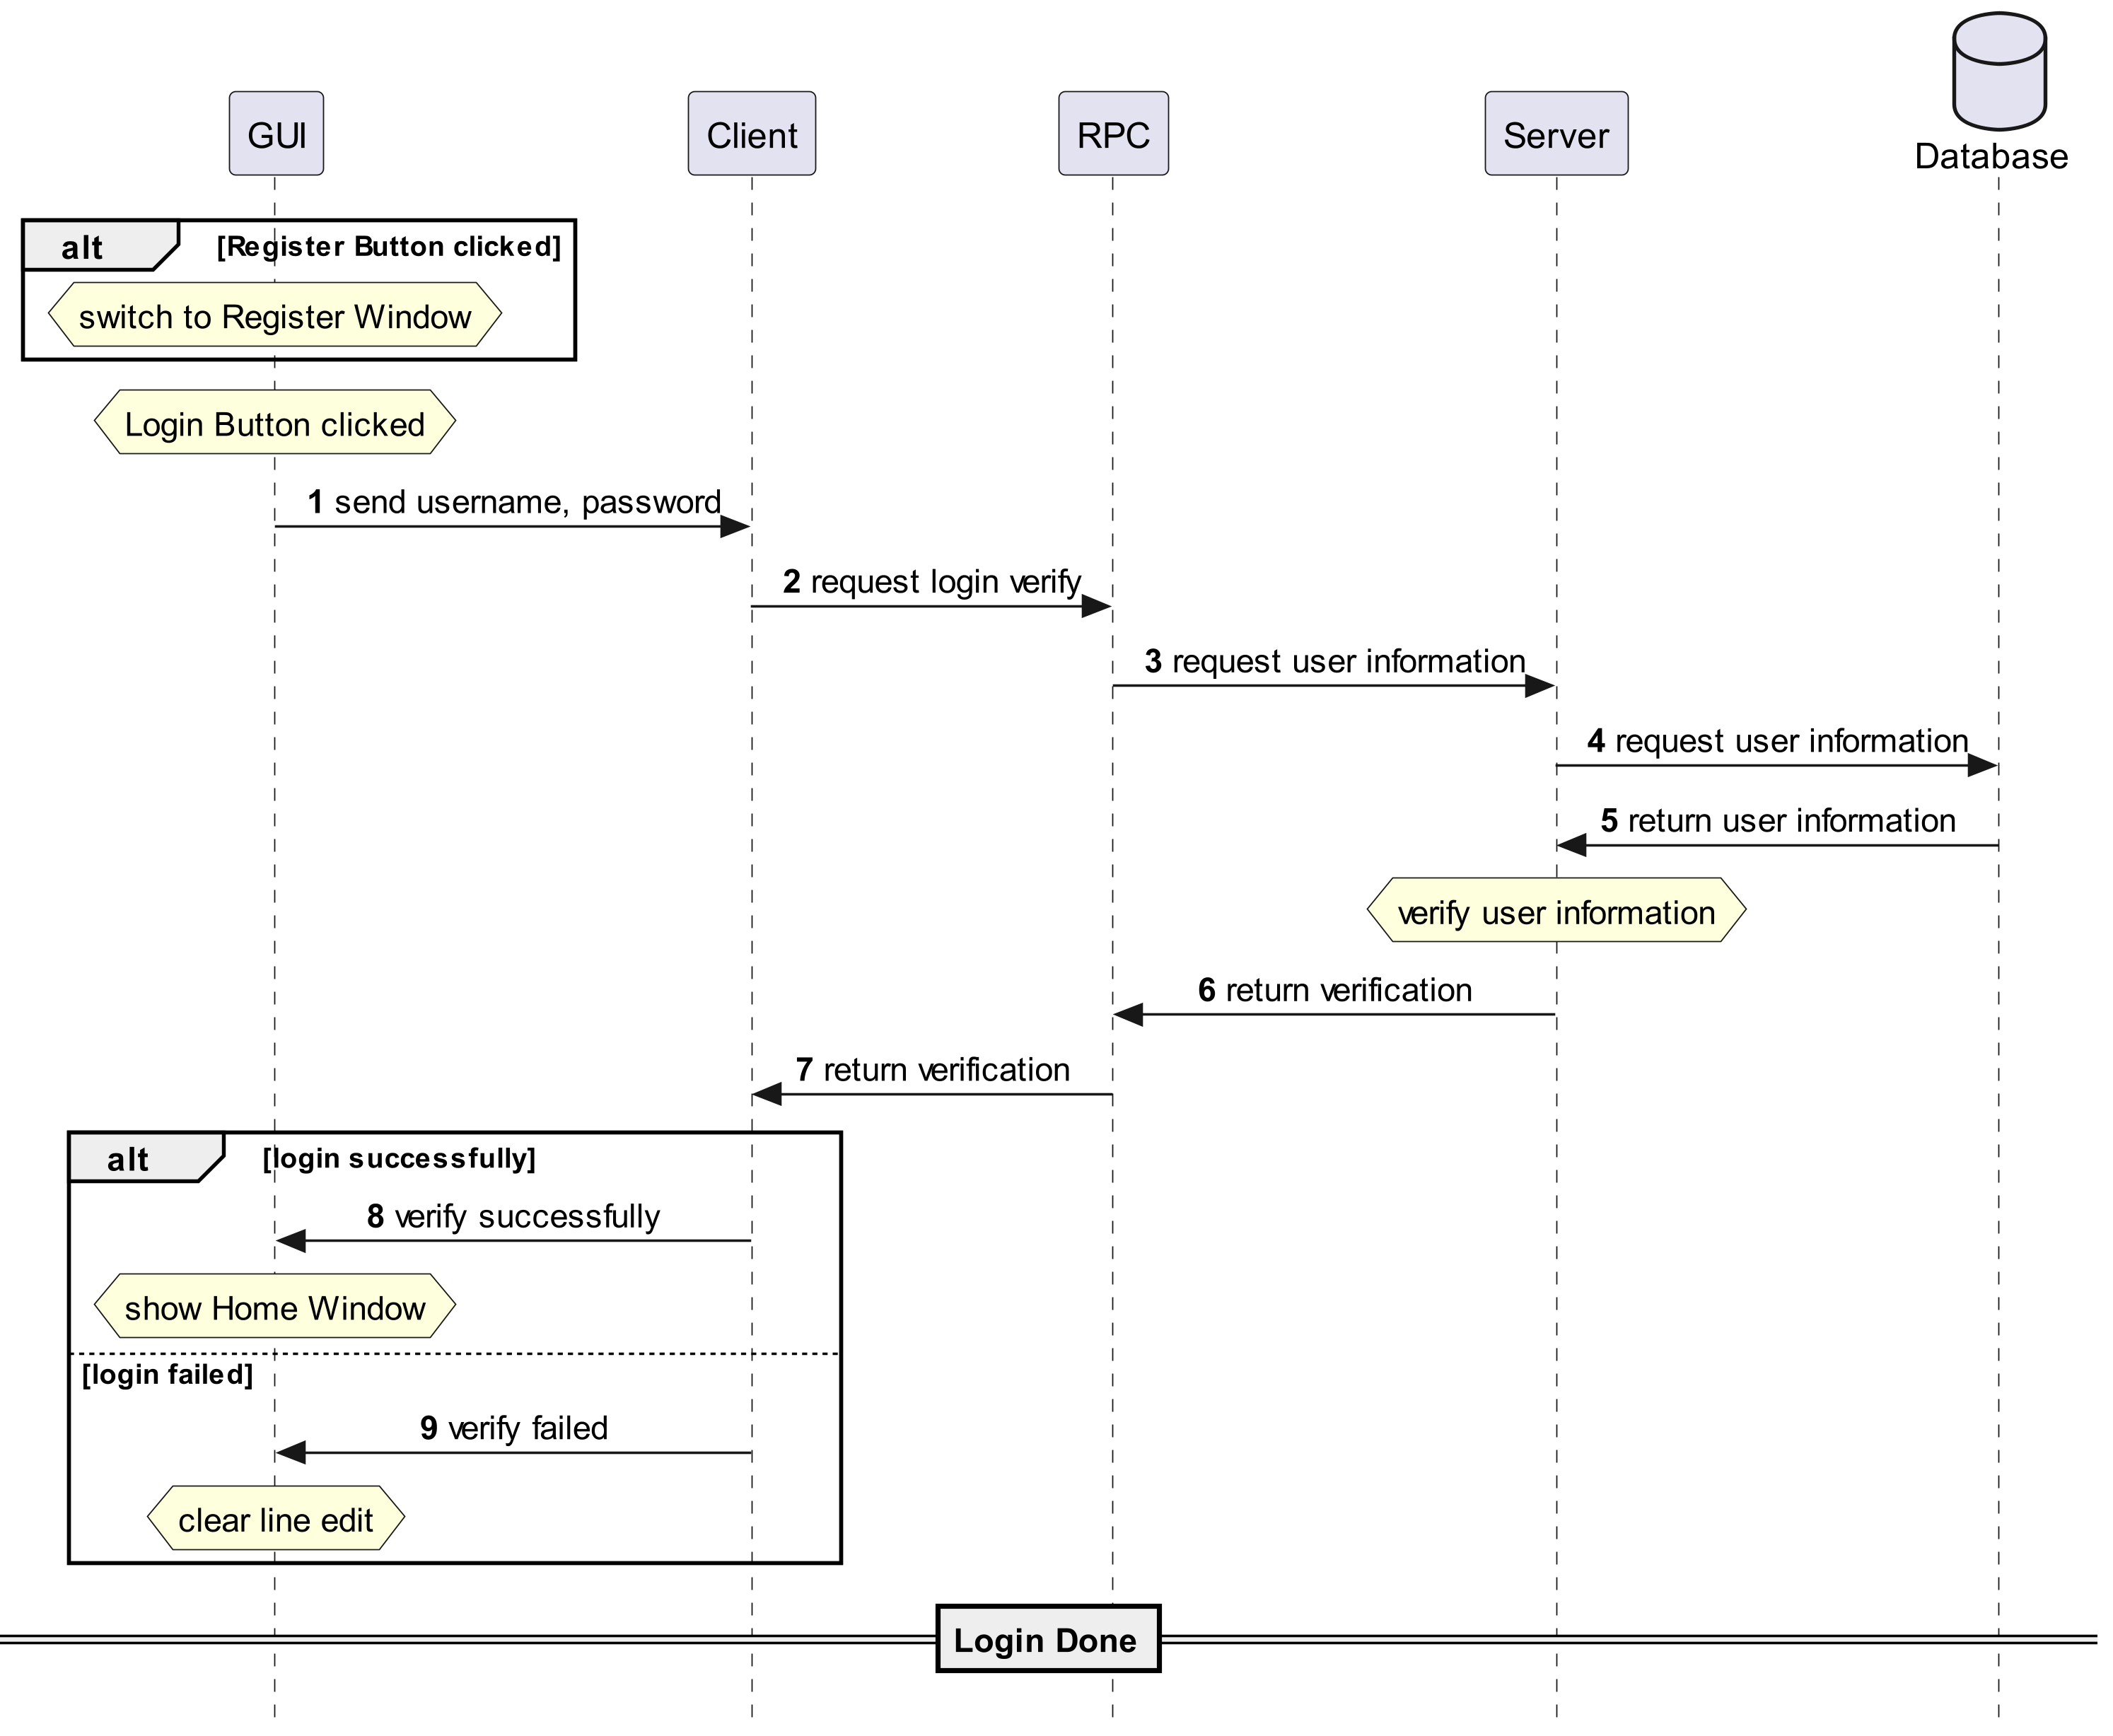 GUI
Client
RPC
Server
Database
alt
[Register Button clicked]
switch to Register Window
Login Button clicked
1 send username, password
2 request login verify
3 request user information
4 request user information
5 return user information
verify user information
6 return verification
7 return verification
alt
[login successfully]
8 verify successfully
show Home Window
[login failed]
9 verify failed
clear line edit
Login Done